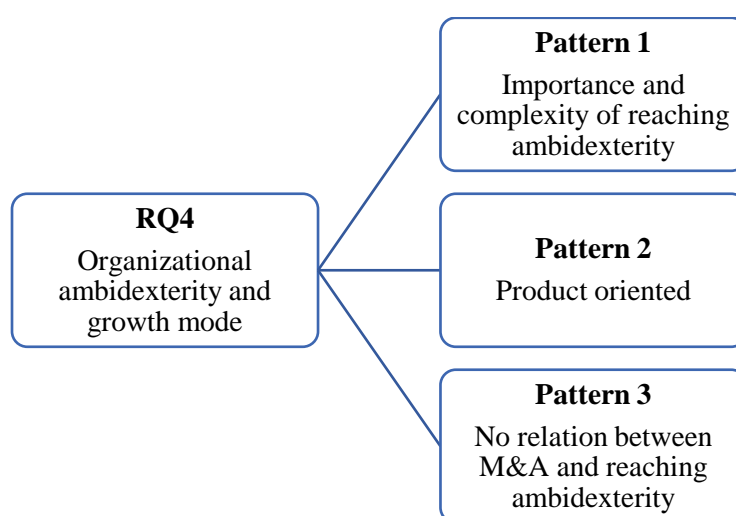 Pattern 1
Importance and
complexity of reaching
ambidexterity
RQ4
Organizational
ambidexterity and
growth mode
Pattern 2
Product oriented
Pattern 3
No relation between
M&A and reaching
ambidexterity